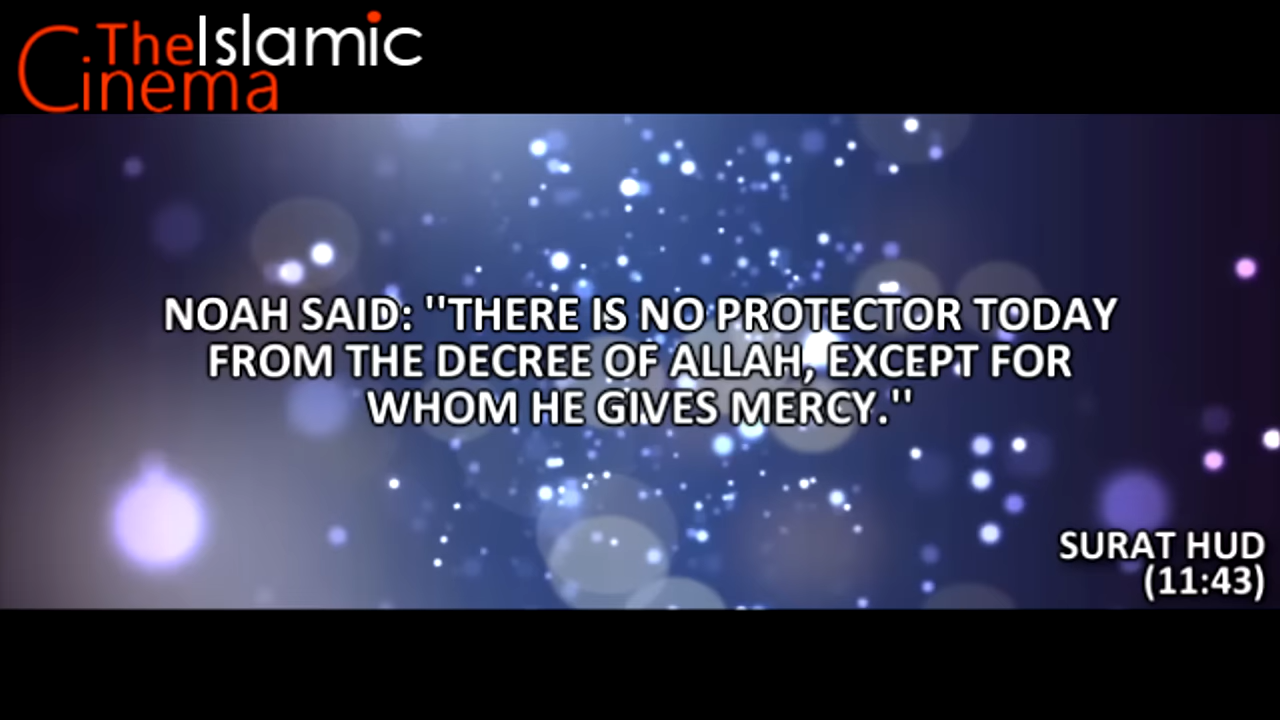 TheIslamic
Cinema
NOAH SAID: "THERE IS NO PROTECTOR TODAY
FROM THE DECREE OF ALLAH, EXCEPT FOR
WHOM HE GIVES MERCY."
SURAT HUD
(11:43)